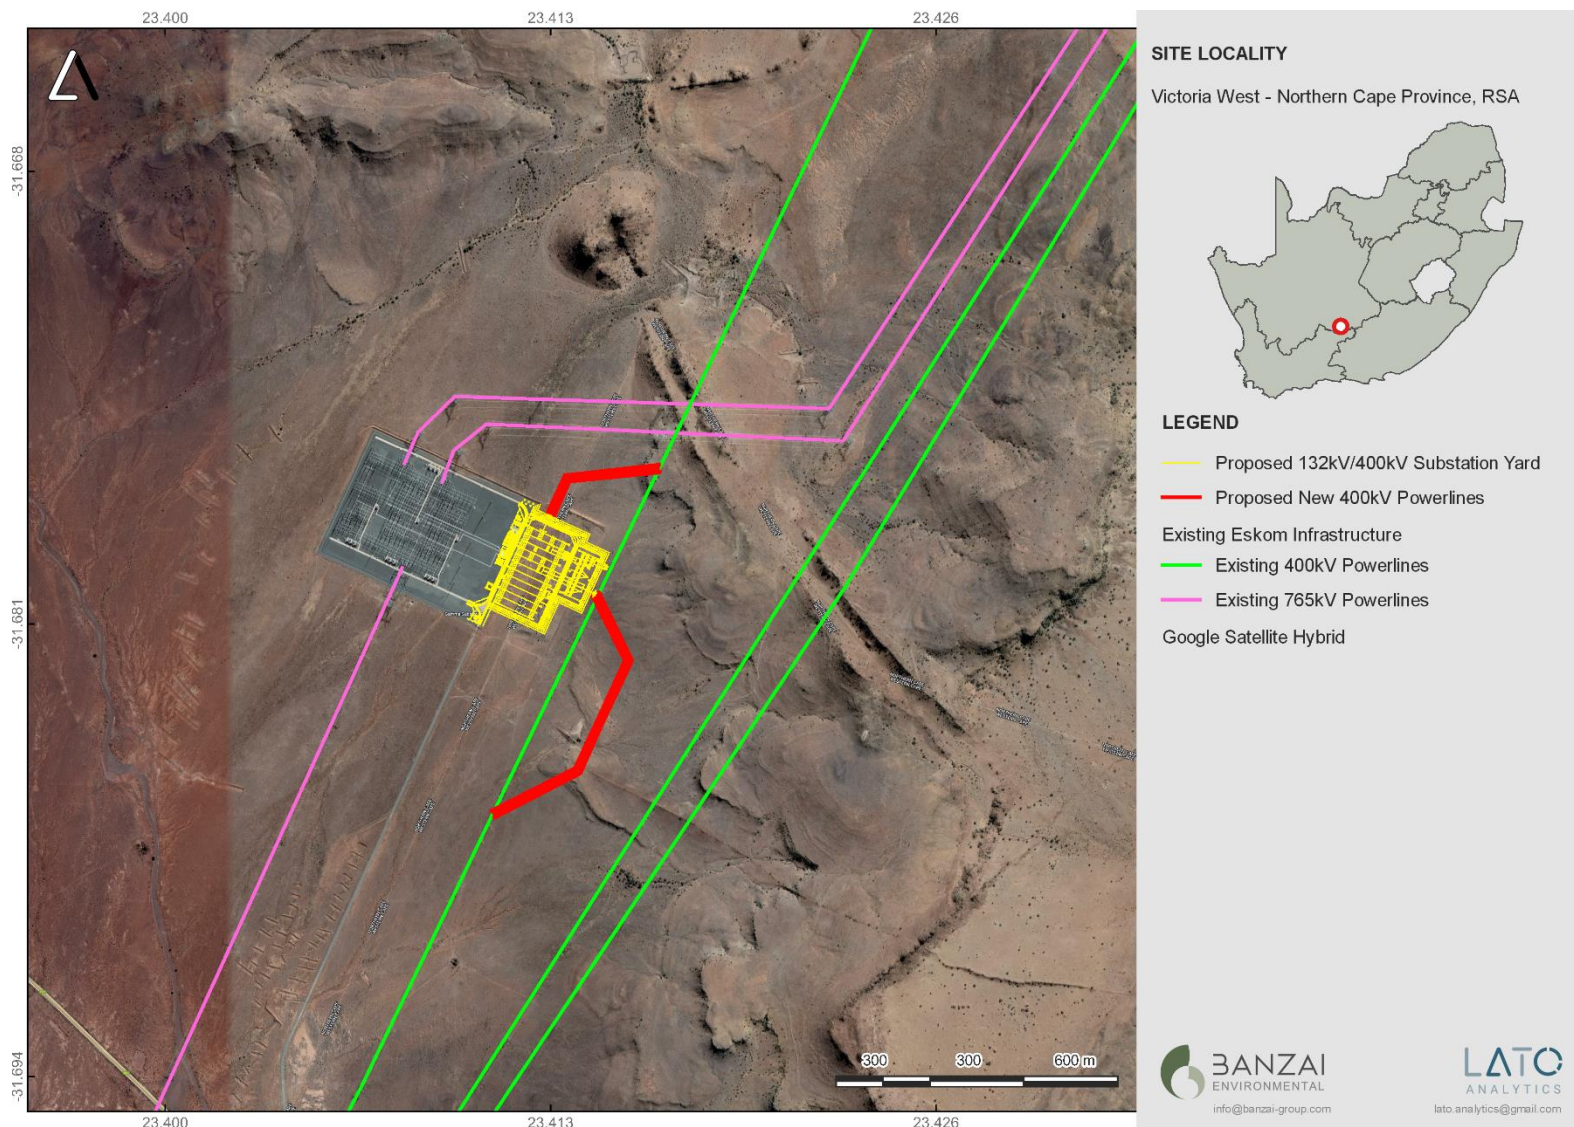 23.400
23.413
23.426
-31.668
-31.681
-31.694
300
300
600 m
23.400
23.413
23.426
SITE LOCALITY
Victoria West - Northern Cape Province, RSA
LEGEND
Proposed 132kV/400kV Substation Yard
Proposed New 400kV Powerlines
Existing Eskom Infrastructure
Existing 400kV Powerlines
Existing 765kV Powerlines
Google Satellite Hybrid
BANZAI
ENVIRONMENTAL
info@banzai-group.com
LATO
ANALYTICS
lato.analytics@gmail.com